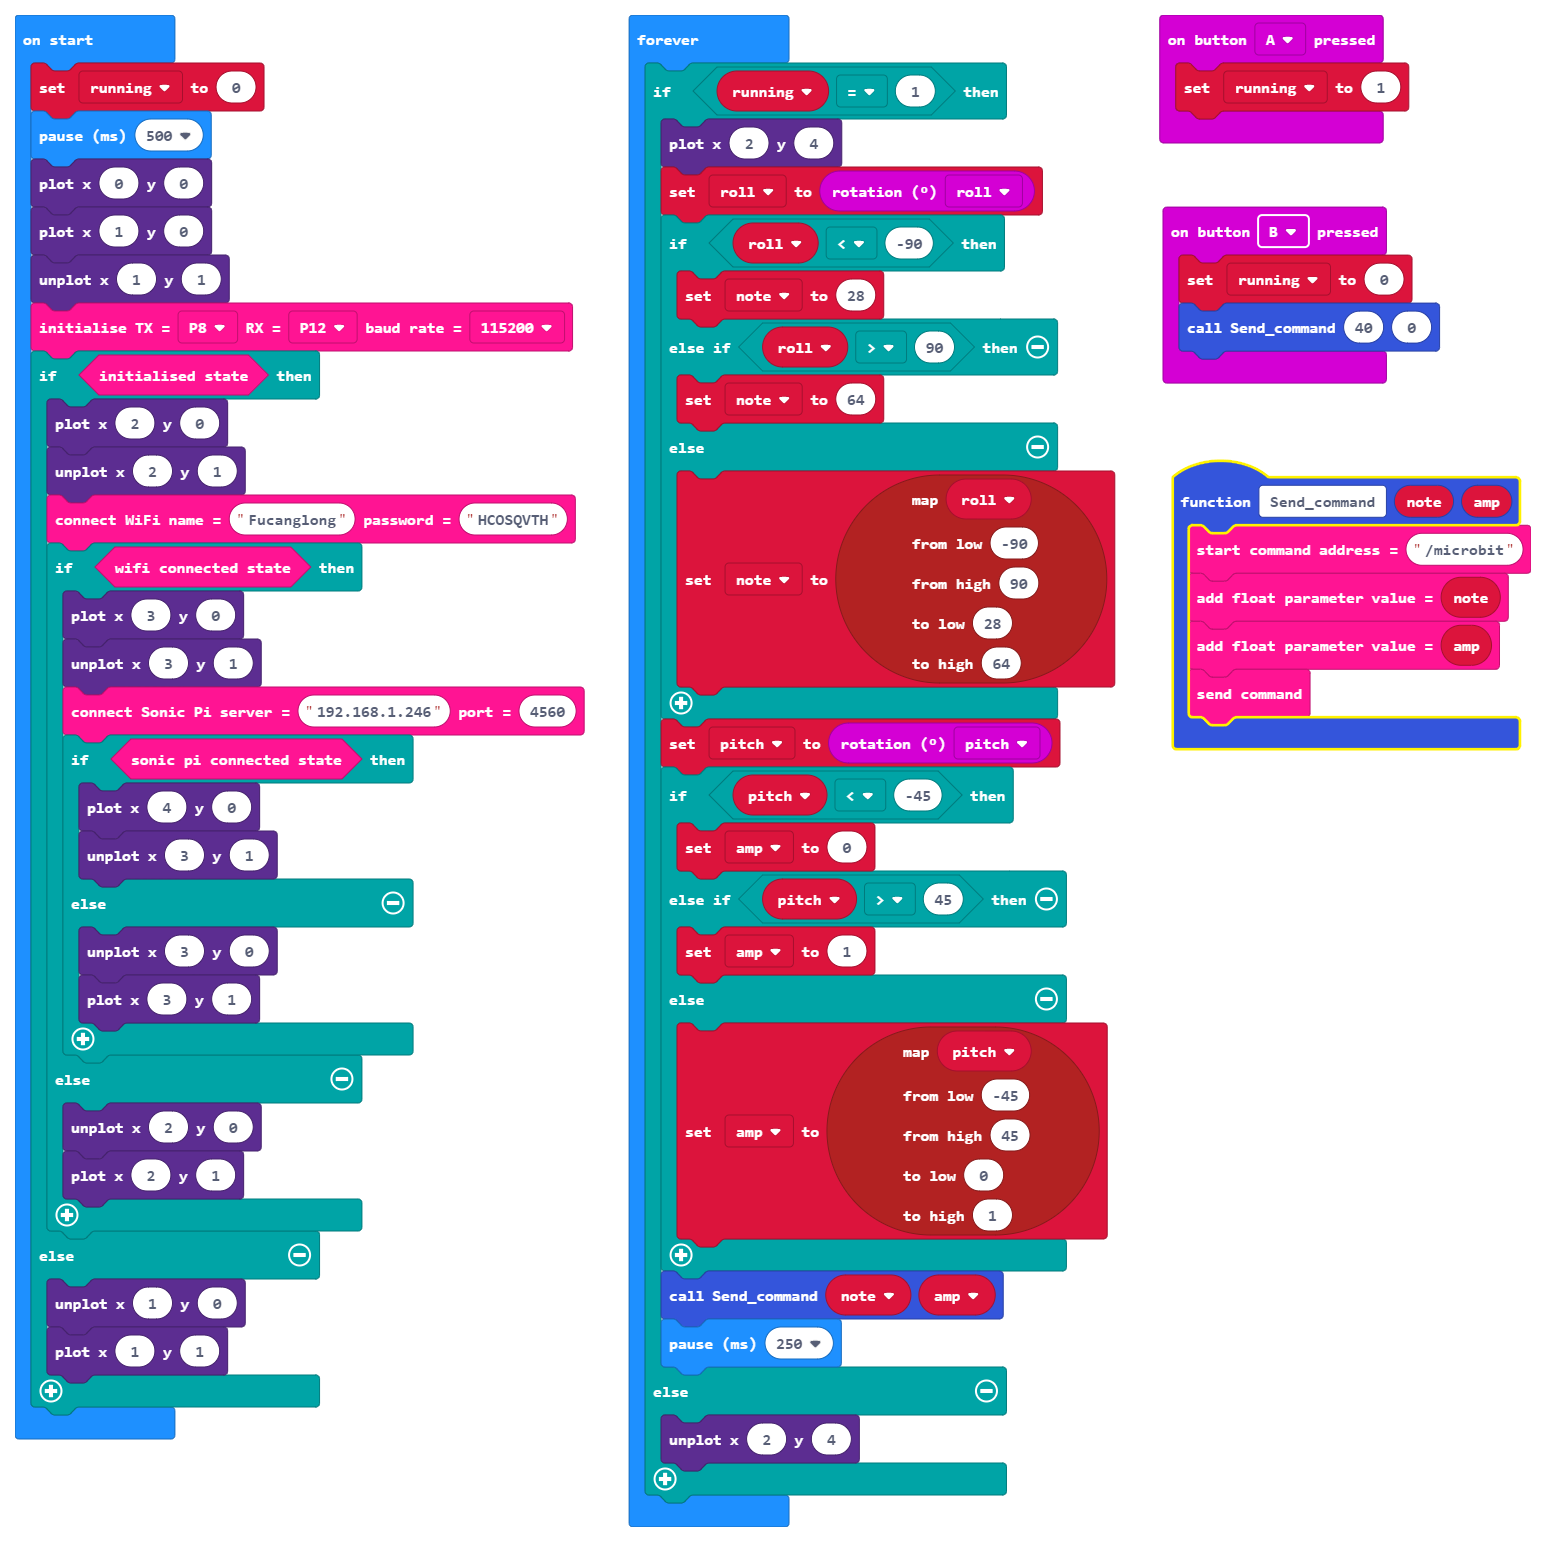 on start
set running to 0
pause (ms) 500
plot x 0 y 0
plot x 1 y 0
unplot x 1 y 1
initialise TX = P8 RX = P12 baud rate = 115200
if initialised state then
plot x 2 y 0
unplot x 2 y 1
connect WiFi name = "Fucanglong" password = "HCOSQVTH"
if wifi connected state then
plot x 3 y 0
unplot x 3 y 1
connect Sonic Pi server = "192.168.1.246" port = 4560
if sonic pi connected state then
plot x 4 y 0
unplot x 3 y 1
else
unplot x 3 y 0
plot x 3 y 1
else
unplot x 2 y 0
plot x 2 y 1
else
unplot x 1 y 0
plot x 1 y 1
forever
if running = 1 then
plot x 2 y 4
set roll to rotation (º) roll
if roll < -90 then
set note to 28
else if roll > 90 then
set note to 64
else
set note to map roll
from low -90
from high 90
to low 28
to high 64
set pitch to rotation (º) pitch
if pitch < -45 then
set amp to 0
else if pitch > 45 then
set amp to 1
else
set amp to map pitch
from low -45
from high 45
to low 0
to high 1
call Send_command note amp
pause (ms) 250
else
unplot x 2 y 4
on button A pressed
set running to 1
on button B pressed
set running to 0
call Send_command 40 0
function Send_command note amp
start command address = "/microbit"
add float parameter value = note
add float parameter value = amp
send command